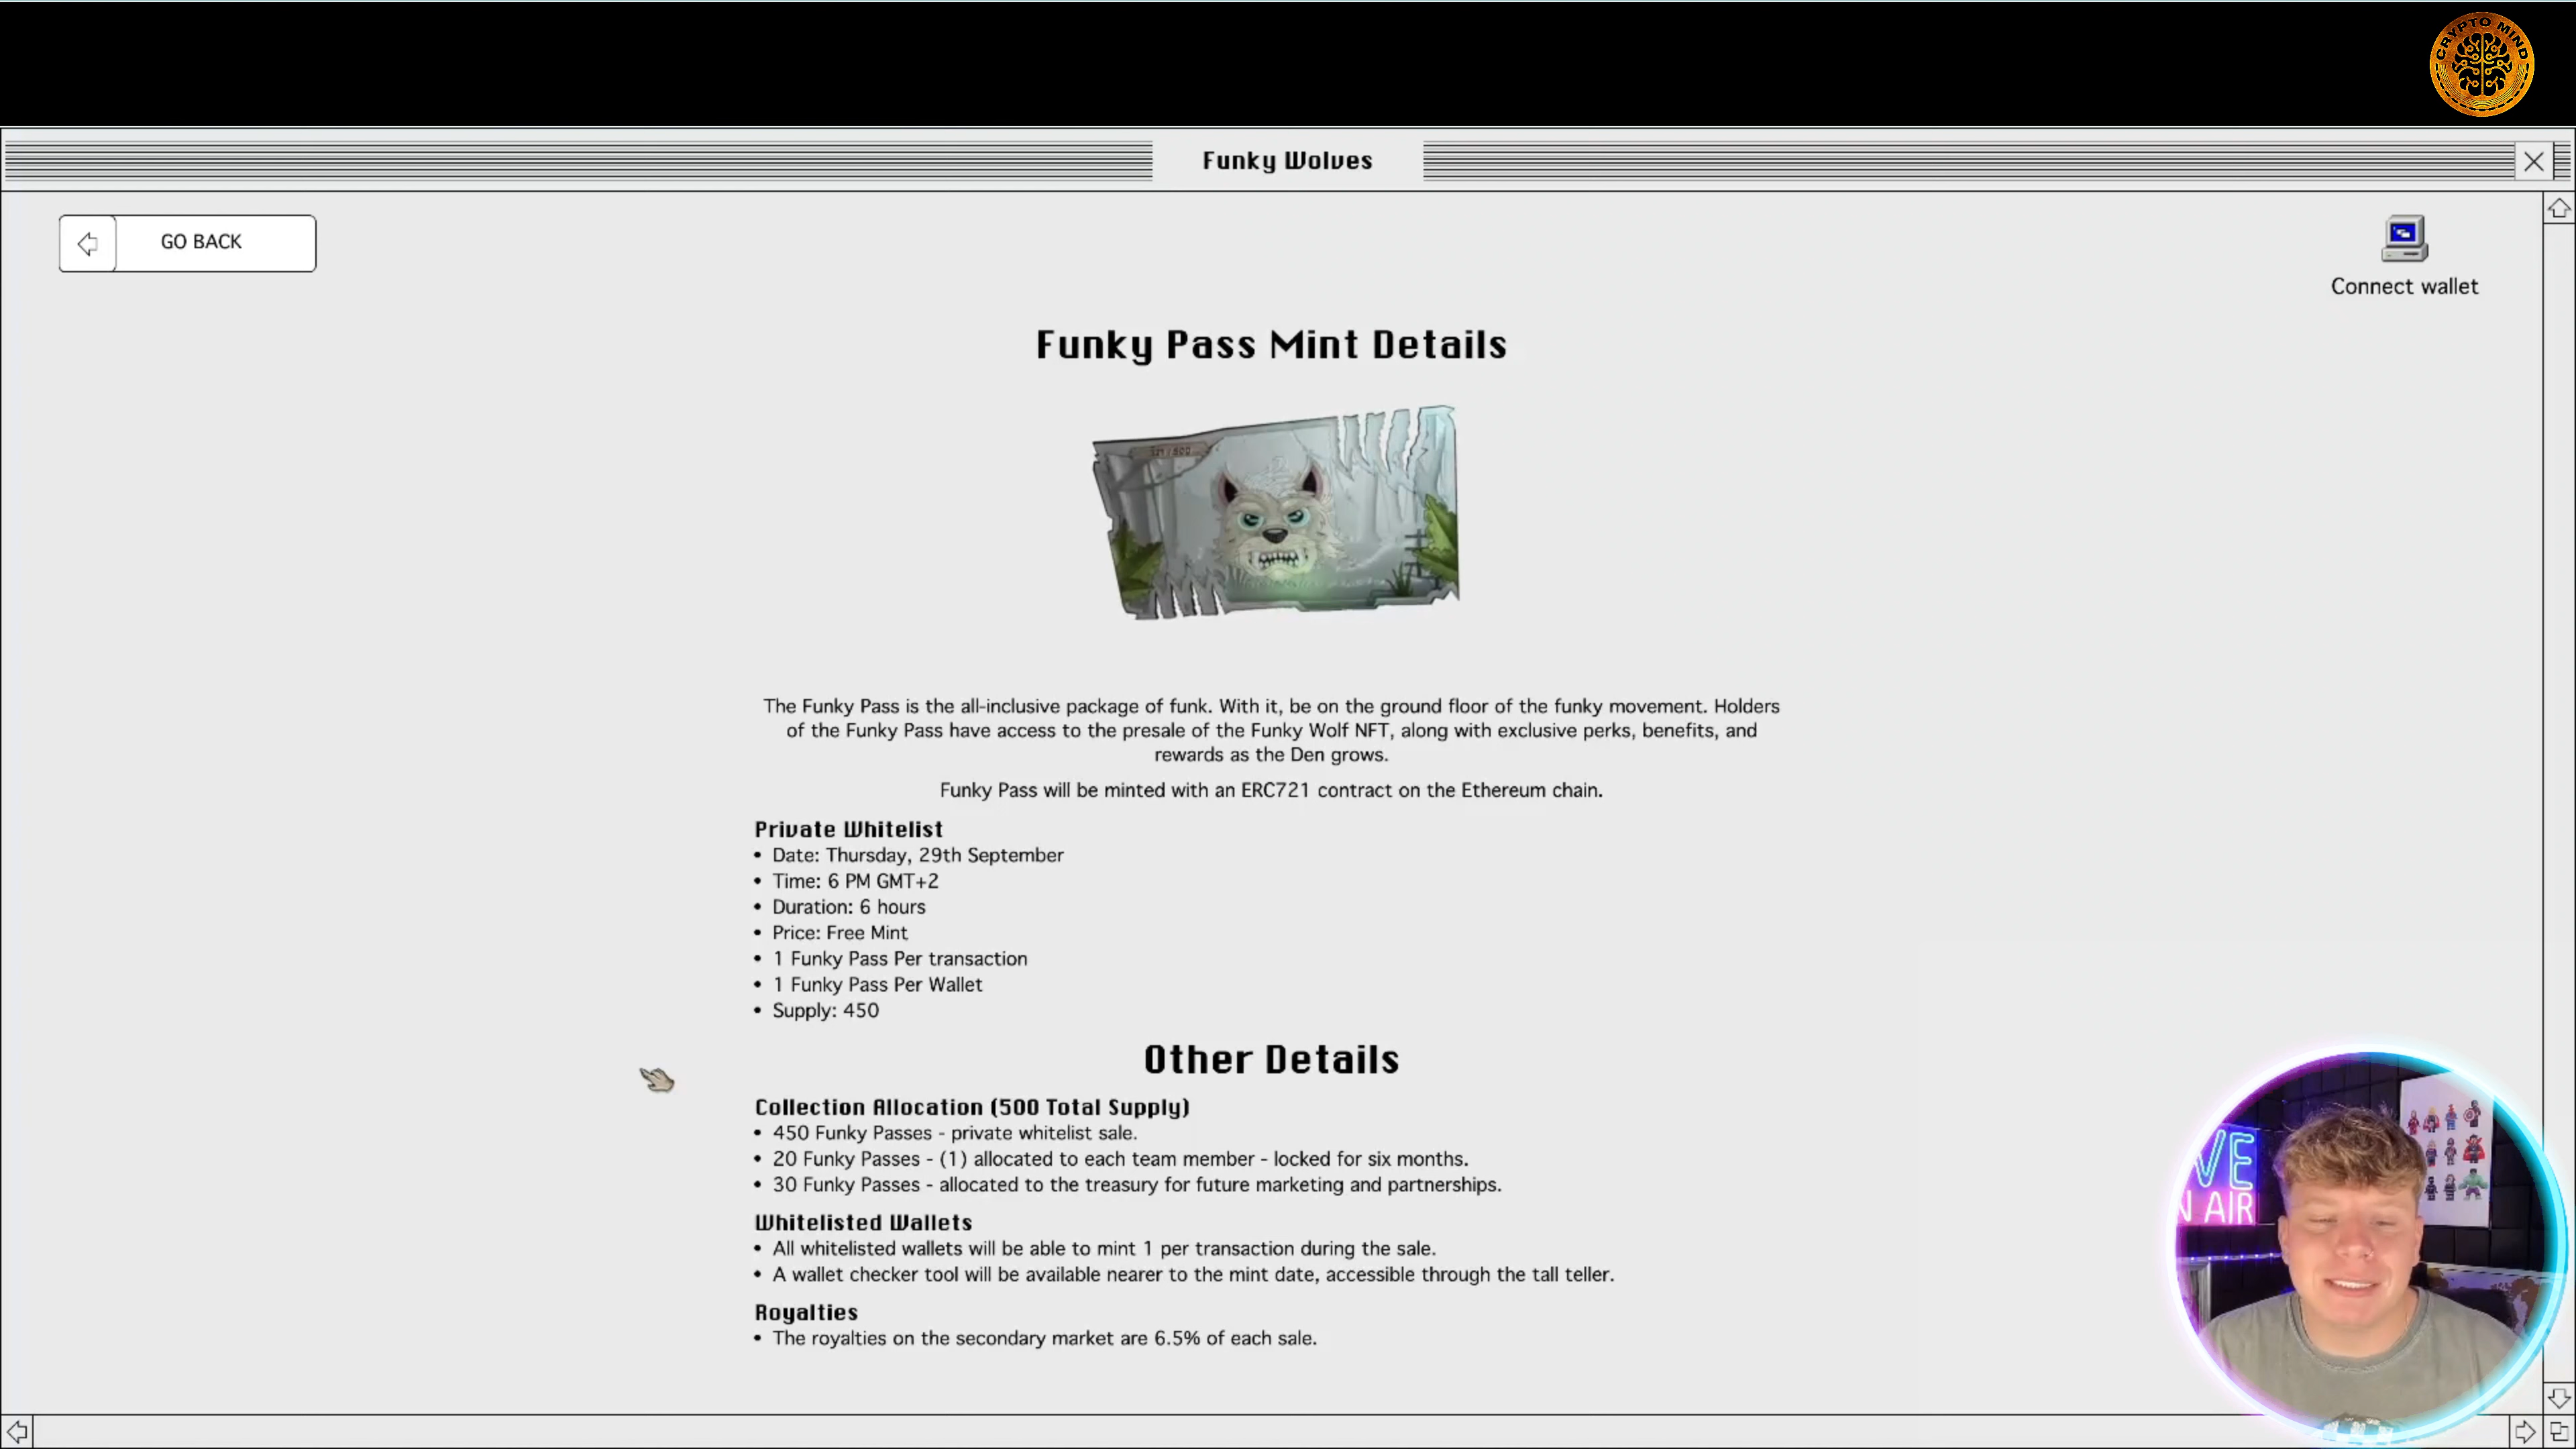 CRYPTO MIND
Funky Wolves
GO BACK
Connect wallet
Funky Pass Mint Details
The Funky Pass is the all-inclusive package of funk. With it, be on the ground floor of the funky movement. Holders
of the Funky Pass have access to the presale of the Funky Wolf NFT, along with exclusive perks, benefits, and
rewards as the Den grows.
Funky Pass will be minted with an ERC721 contract on the Ethereum chain.
Private Whitelist
• Date: Thursday, 29th September
• Time: 6 PM GMT+2
• Duration: 6 hours
• Price: Free Mint
• 1 Funky Pass Per transaction
• 1 Funky Pass Per Wallet
• Supply: 450
Other Details
Collection Allocation (500 Total Supply)
• 450 Funky Passes - private whitelist sale.
• 20 Funky Passes - (1) allocated to each team member - locked for six months.
• 30 Funky Passes - allocated to the treasury for future marketing and partnerships.
Whitelisted Wallets
• All whitelisted wallets will be able to mint 1 per transaction during the sale.
• A wallet checker tool will be available nearer to the mint date, accessible through the tall teller.
Royalties
• The royalties on the secondary market are 6.5% of each sale.
VE
N AIR